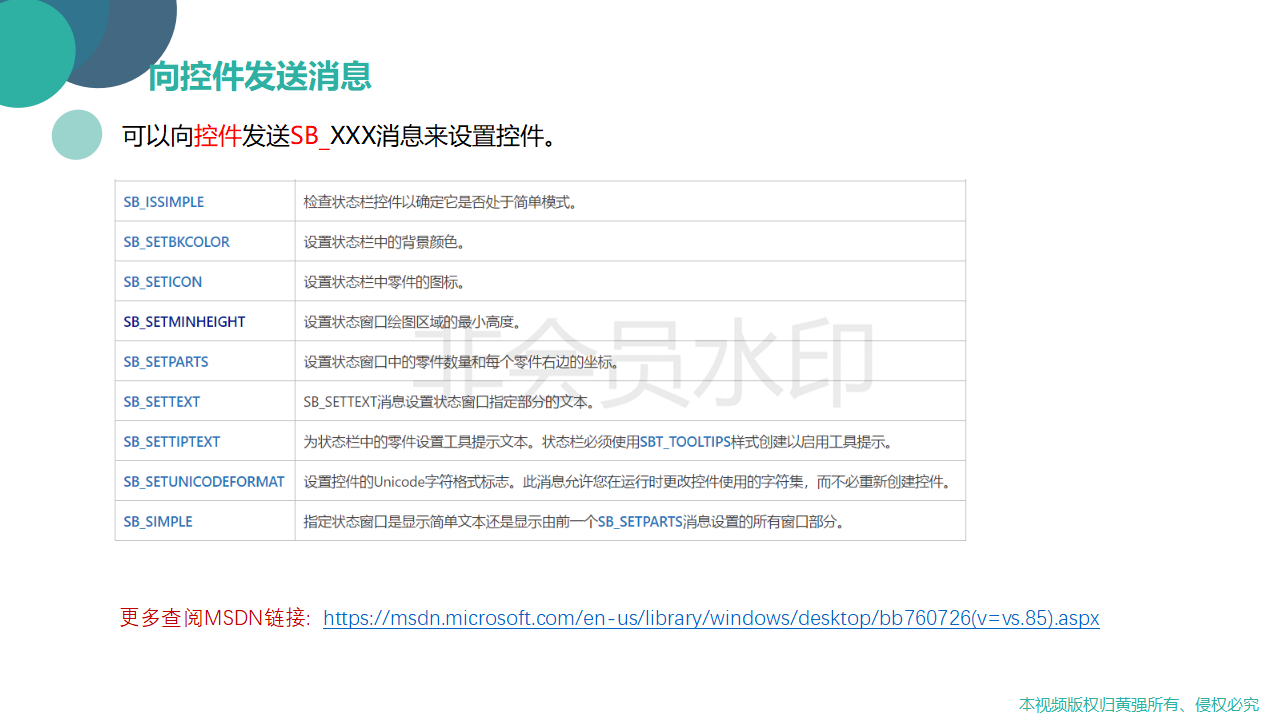 向控件发送消息
可以向控件发送SB_XXX消息来设置控件。
SB_ISSIMPLE 检查状态栏控件以确定它是否处于简单模式。
SB_SETBKCOLOR 设置状态栏中的背景颜色。
SB_SETICON 设置状态栏中零件的图标。
SB_SETMINHEIGHT 设置状态窗口绘图区域的最小高度。
非会员水印
SB_SETPARTS 设置状态窗口中的零件数量和每个零件右边的坐标。
SB_SETTEXT SB_SETTEXT消息设置状态窗口指定部分的文本。
SB_SETTIPTEXT 为状态栏中的零件设置工具提示文本。状态栏必须使用SBT_TOOLTIPS样式创建以启用工具提示。
SB_SETUNICODEFORMAT 设置控件的Unicode字符格式标志。此消息允许您在运行时更改控件使用的字符集，而不必重新创建控件。
SB_SIMPLE 指定状态窗口是显示简单文本还是显示由前一个SB_SETPARTS消息设置的所有窗口部分。
更多查阅MSDN链接: https://msdn.microsoft.com/en-us/library/windows/desktop/bb760726(v=vs.85).aspx
本视频版权归黄强所有、侵权必究